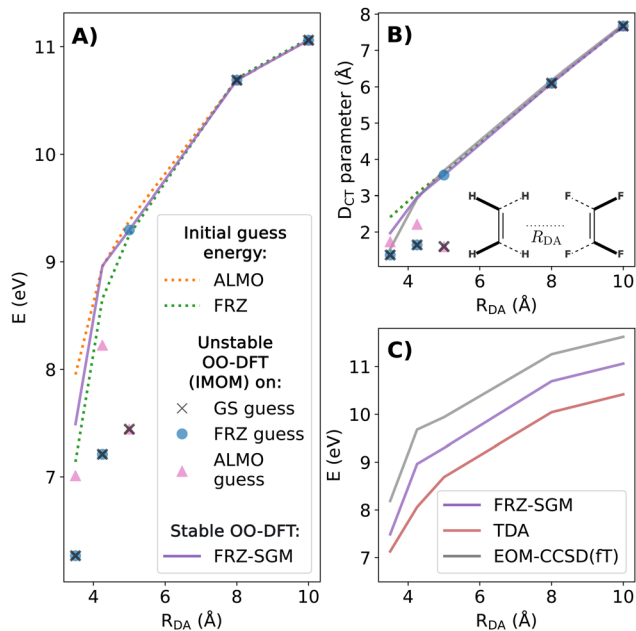 A)
11
10
9
8
7
E (eV)
4
6
8
10
R_DA (Å)
Initial guess
energy:
ALMO
FRZ
Unstable
OO-DFT
(IMOM) on:
GS guess
FRZ guess
ALMO
guess
Stable OO-DFT:
FRZ-SGM
B)
8
7
6
5
4
3
2
D_CT parameter (Å)
H H F F
R_DA
H H F F
4
6
8
10
R_DA (Å)
C)
11
10
9
8
7
E (eV)
FRZ-SGM
TDA
EOM-CCSD(fT)
4
6
8
10
R_DA (Å)